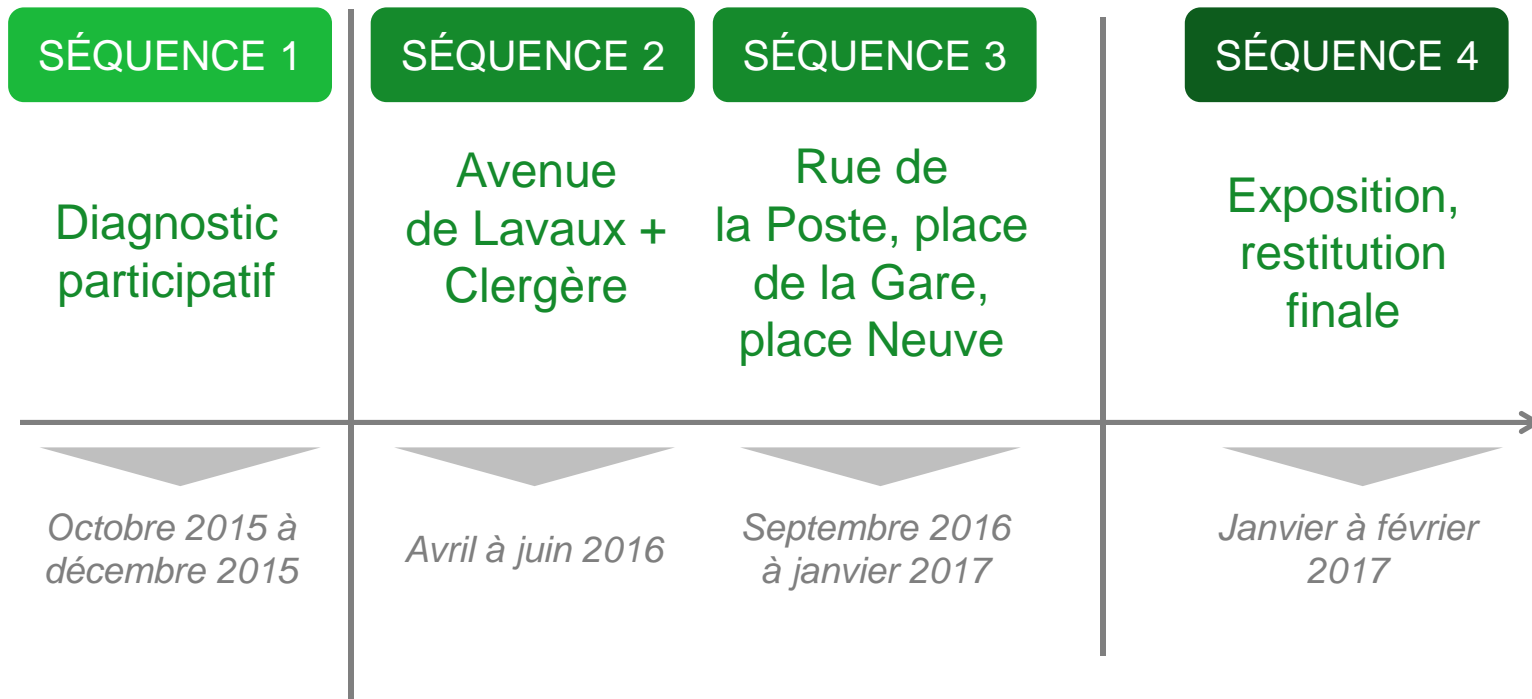 SÉQUENCE 1
Diagnostic
participatif
Octobre 2015 à
décembre 2015
SÉQUENCE 2
Avenue
de Lavaux +
Clergère
Avril à juin 2016
SÉQUENCE 3
Rue de
la Poste, place
de la Gare,
place Neuve
Septembre 2016
à janvier 2017
SÉQUENCE 4
Exposition,
restitution
finale
Janvier à février
2017